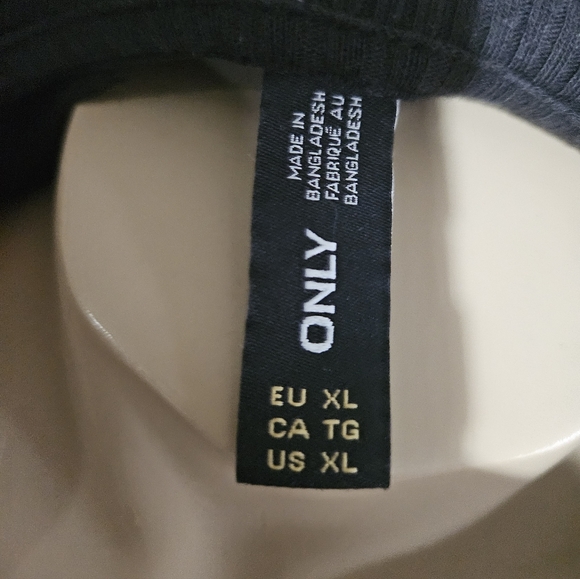 MADE IN
BANGLADESH
FABRIQUÉ AU
BANGLADESH
ONLY
EU XL
CA TG
US XL